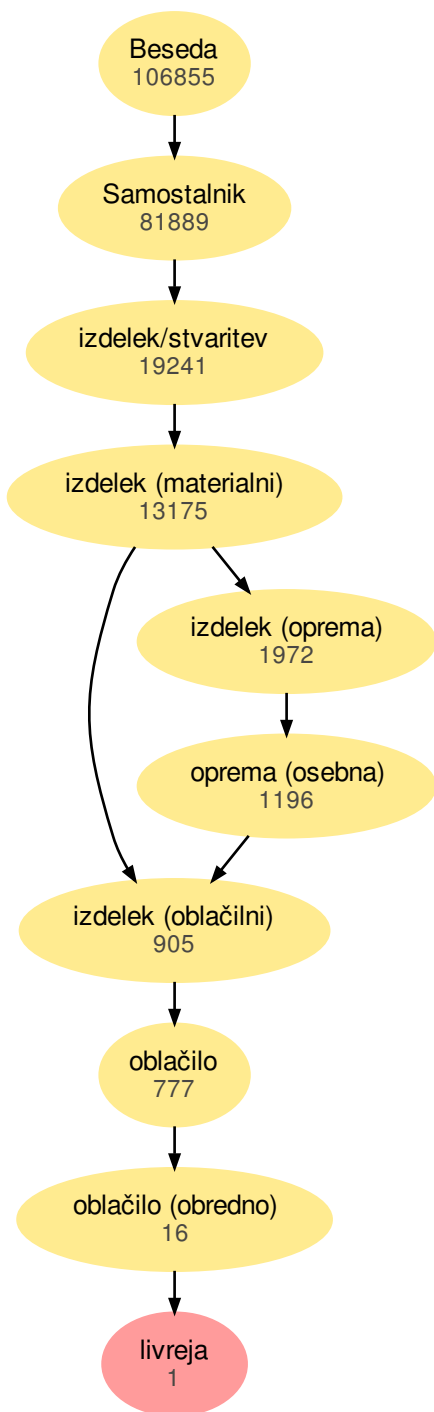 Beseda
106855
Samostalnik
81889
izdelek/stvaritev
19241
izdelek (materialni)
13175
izdelek (oprema)
1972
oprema (osebna)
1196
izdelek (oblačilni)
905
oblačilo
777
oblačilo (obredno)
16
livreja
1